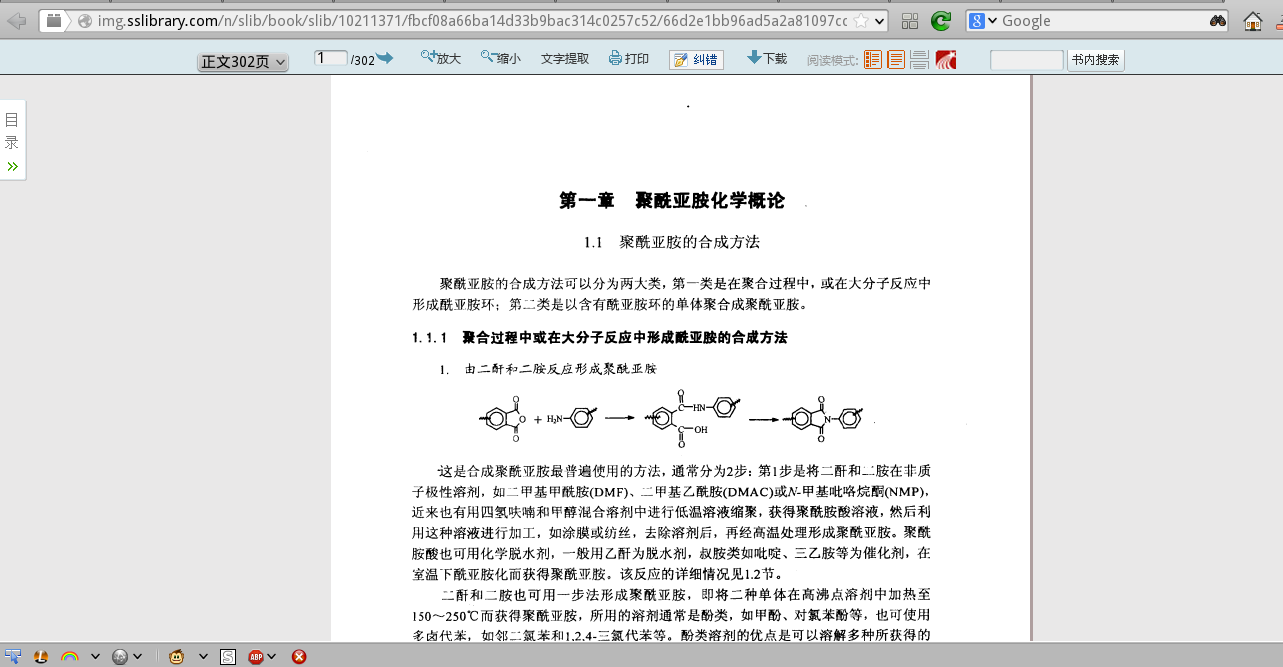 img.sslibrary.com/n/slib/book/slib/10211371/fbcf08a66ba14d33b9bac314c0257c52/66d2e1bb96ad5a2a81097cc
Google
正文302页 1 /302 放大 缩小 文字提取 打印 纠错 下载 阅读模式: 书内搜索
目
录
第一章 聚酰亚胺化学概论
1.1 聚酰亚胺的合成方法
聚酰亚胺的合成方法可以分为两大类，第一类是在聚合过程中，或在大分子反应中
形成酰亚胺环；第二类是以含有酰亚胺环的单体聚合成聚酰亚胺。
1.1.1 聚合过程中或在大分子反应中形成酰亚胺的合成方法
1. 由二酐和二胺反应形成聚酰亚胺
O O O + H2N O C HN C OH O O N O
这是合成聚酰亚胺最普遍使用的方法，通常分为2步：第1步是将二酐和二胺在非质
子极性溶剂，如二甲基甲酰胺(DMF)、二甲基乙酰胺(DMAC)或N-甲基吡咯烷酮(NMP)，
近来也有用四氢呋喃和甲醇混合溶剂中进行低温溶液缩聚，获得聚酰胺酸溶液，然后利
用这种溶液进行加工，如涂膜或纺丝，去除溶剂后，再经高温处理形成聚酰亚胺。聚酰
胺酸也可用化学脱水剂，一般用乙酐为脱水剂，叔胺类如吡啶、三乙胺等为催化剂，在
室温下酰亚胺化而获得聚酰亚胺。该反应的详细情况见1.2节。
二酐和二胺也可用一步法形成聚酰亚胺，即将二种单体在高沸点溶剂中加热至
150～250℃而获得聚酰亚胺，所用的溶剂通常是酚类，如甲酚、对氯苯酚等，也可使用
多卤代苯，如邻二氯苯和1,2,4-三氯代苯等。酚类溶剂的优点是可以溶解多种所获得的
S ABP